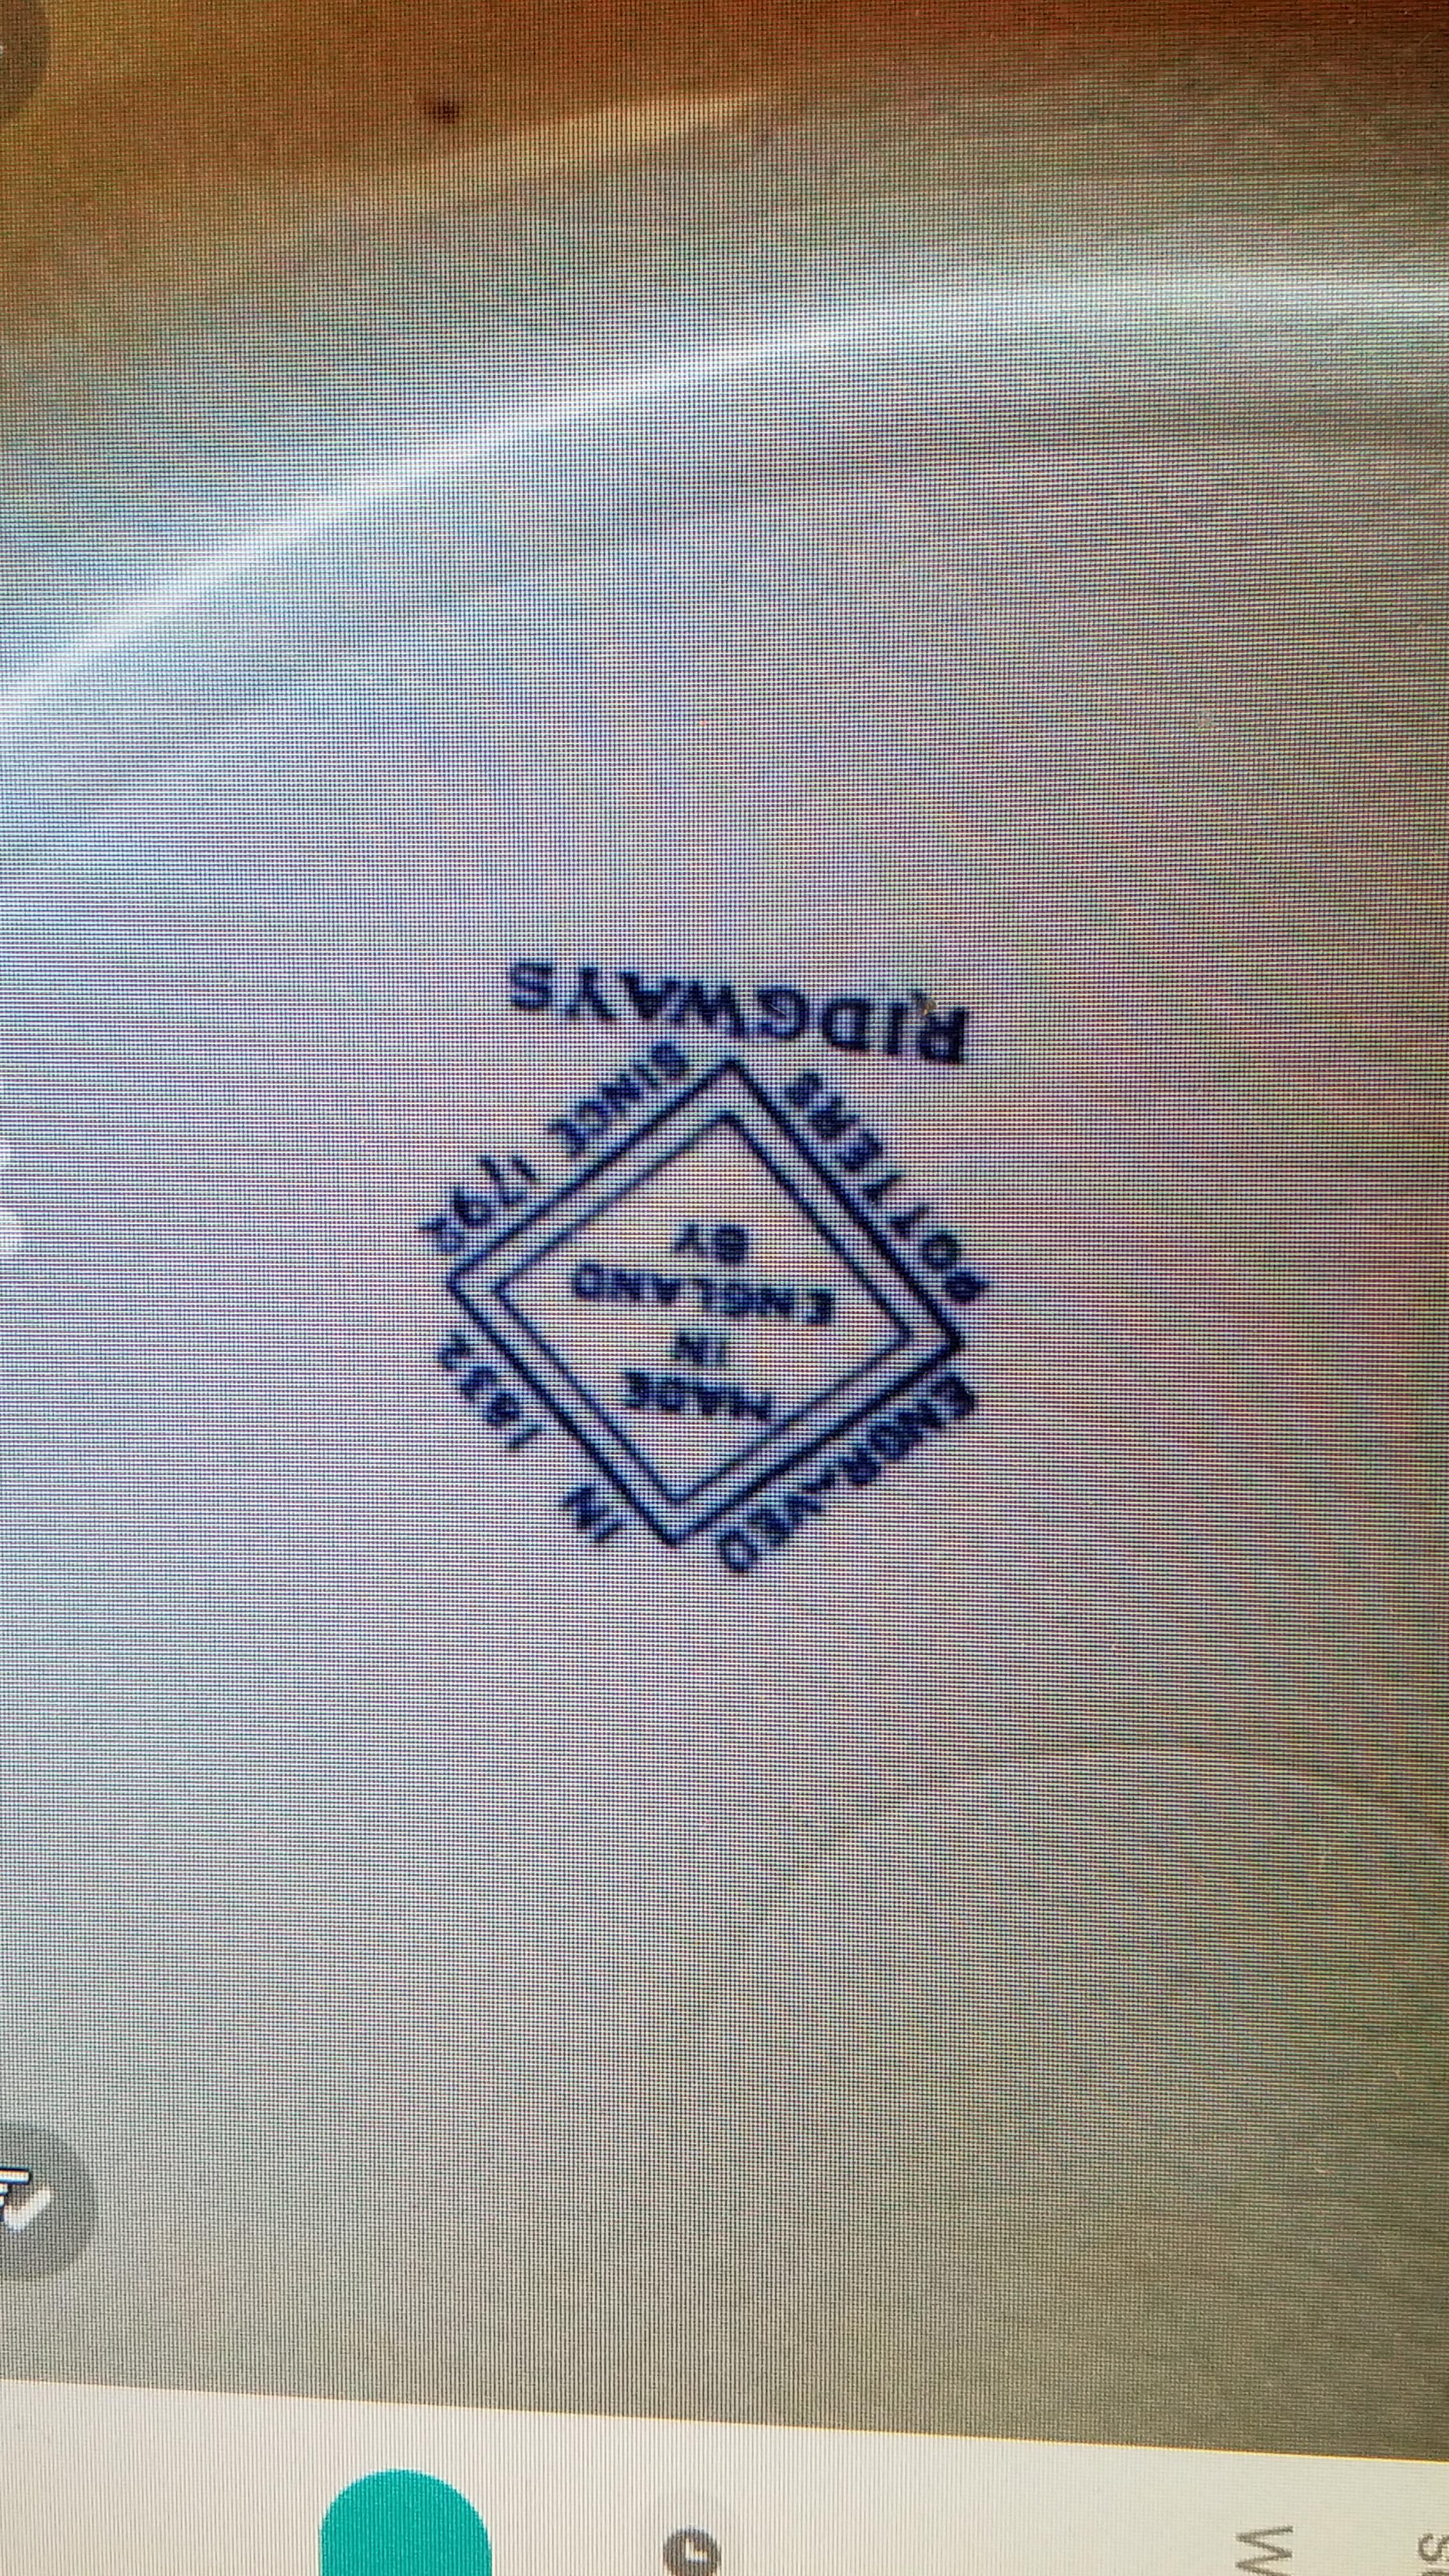 ENGRAVED IN 1832
MADE
IN
ENGLAND
BY
POTTERS SINCE 1792
RIDGWAYS
W